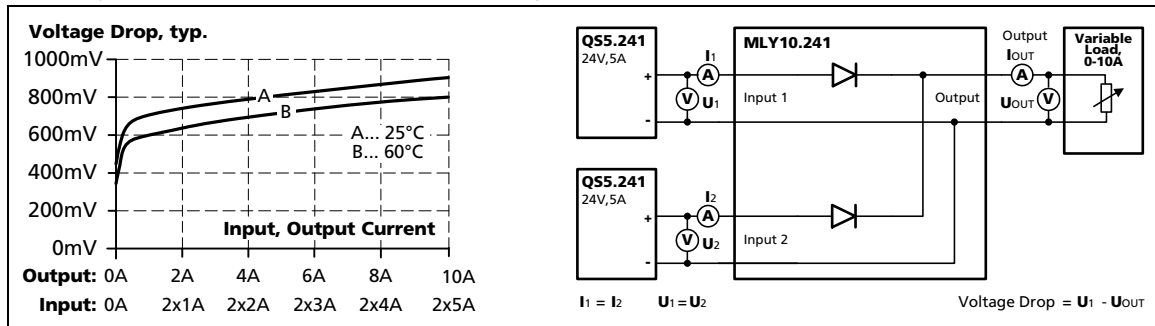 Voltage Drop, typ.
1000mV
800mV
600mV
400mV
200mV
0mV
A
B
A... 25°C
B... 60°C
Input, Output Current
Output: 0A 2A 4A 6A 8A 10A
Input: 0A 2x1A 2x2A 2x3A 2x4A 2x5A
QS5.241
24V,5A
+
-
I1
A
V U1
MLY10.241
Input 1
Output
Output
IOUT
A
UOUT V
Variable
Load,
0-10A
QS5.241
24V,5A
+
-
I2
A
V U2
Input 2
I1 = I2 U1 = U2
Voltage Drop = U1 - UOUT